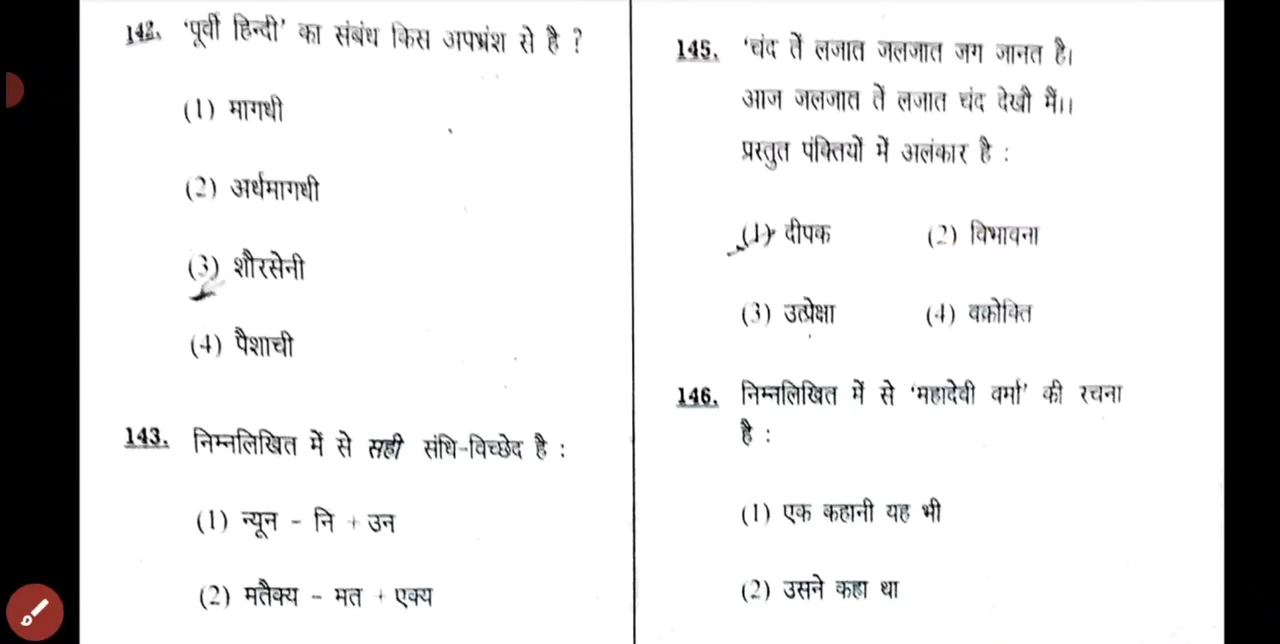 142. 'पूर्वी हिन्दी' का संबंध किस अपभ्रंश से है ?
(1) मागधी
(2) अर्धमागधी
(3) शौरसेनी
(4) पैशाची
143. निम्नलिखित में से सही संधि-विच्छेद है :
(1) न्यून - नि + उन
(2) मतैक्य - मत + एक्य
145. 'चंद तें लजात जलजात जग जानत है।
आज जलजात तें लजात चंद देखौ मैं।।
प्रस्तुत पंक्तियों में अलंकार है :
(1) दीपक (2) विभावना
(3) उत्प्रेक्षा (4) वक्रोक्ति
146. निम्नलिखित में से 'महादेवी वर्मा' की रचना
है :
(1) एक कहानी यह भी
(2) उसने कहा था